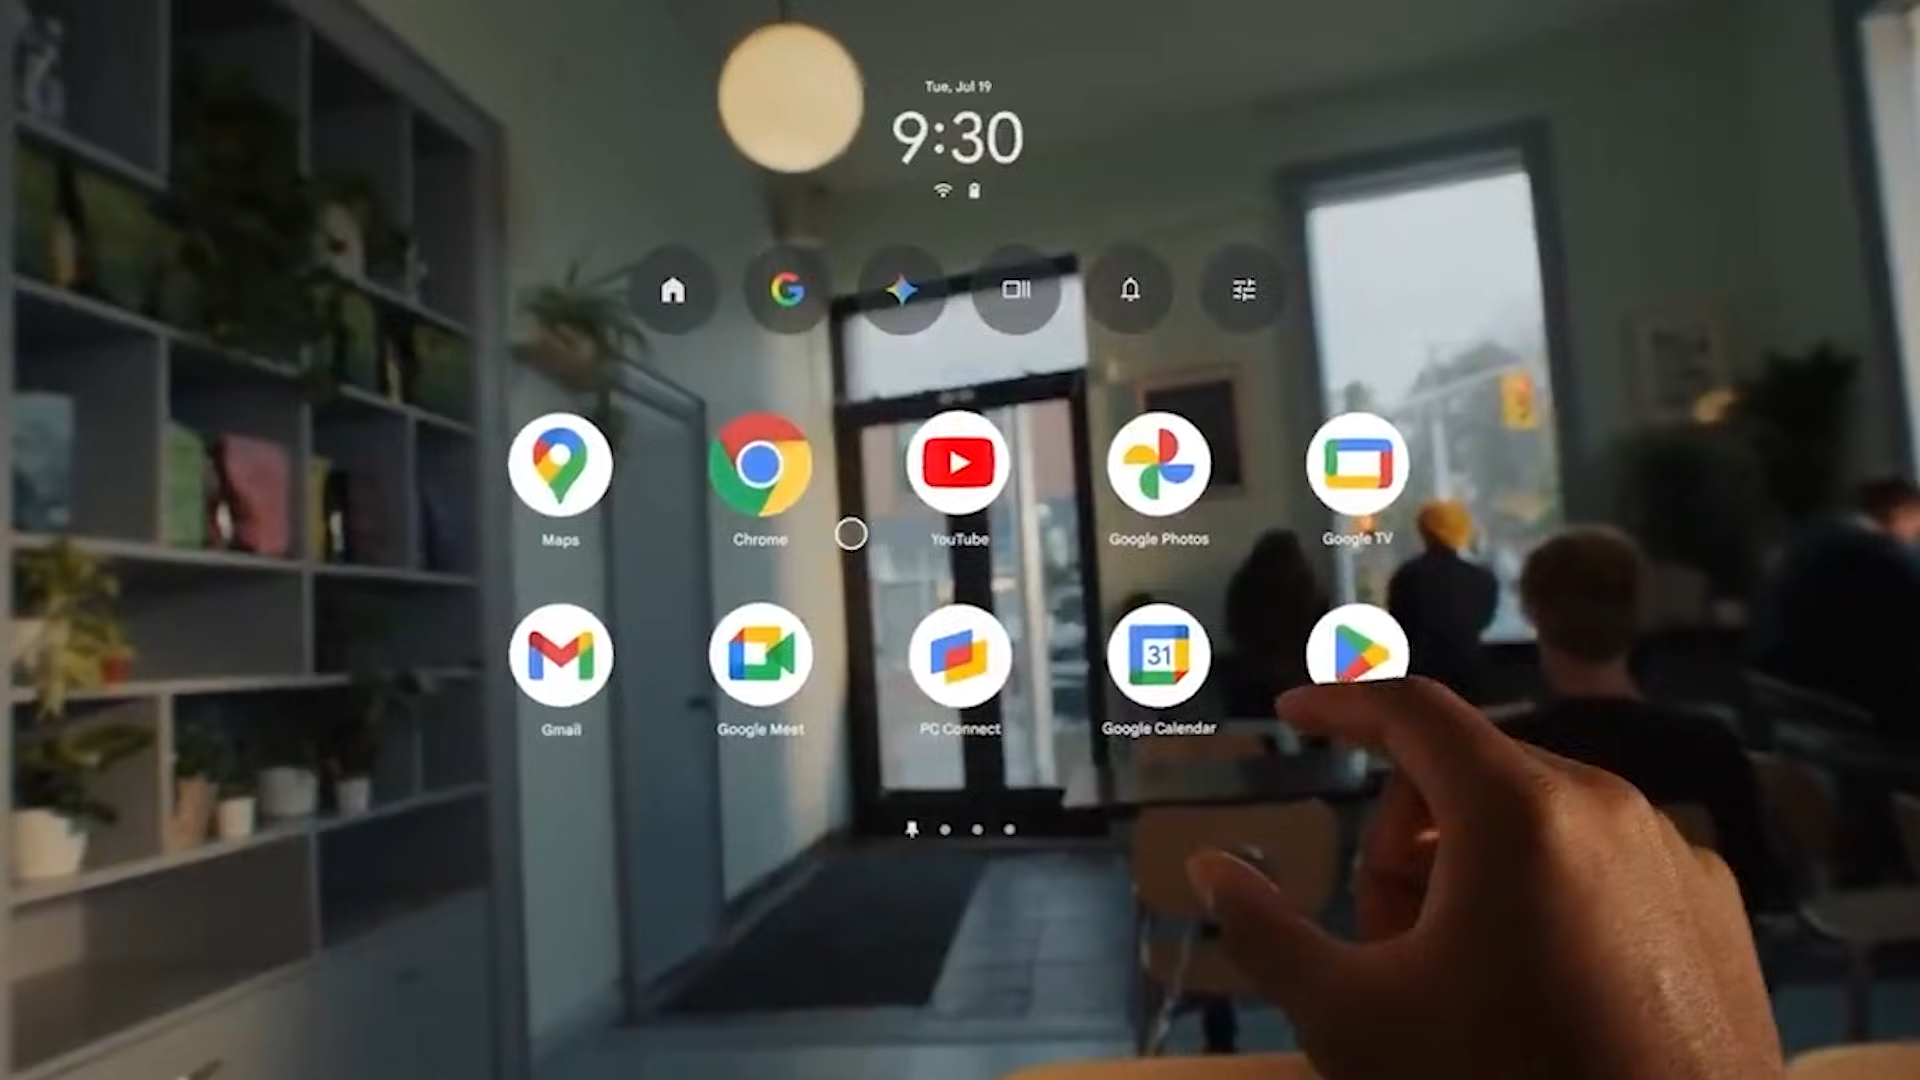 Tue, Jul 19
9:30
Maps
Chrome
YouTube
Google Photos
Google TV
Gmail
Google Meet
PC Connect
31
Google Calendar